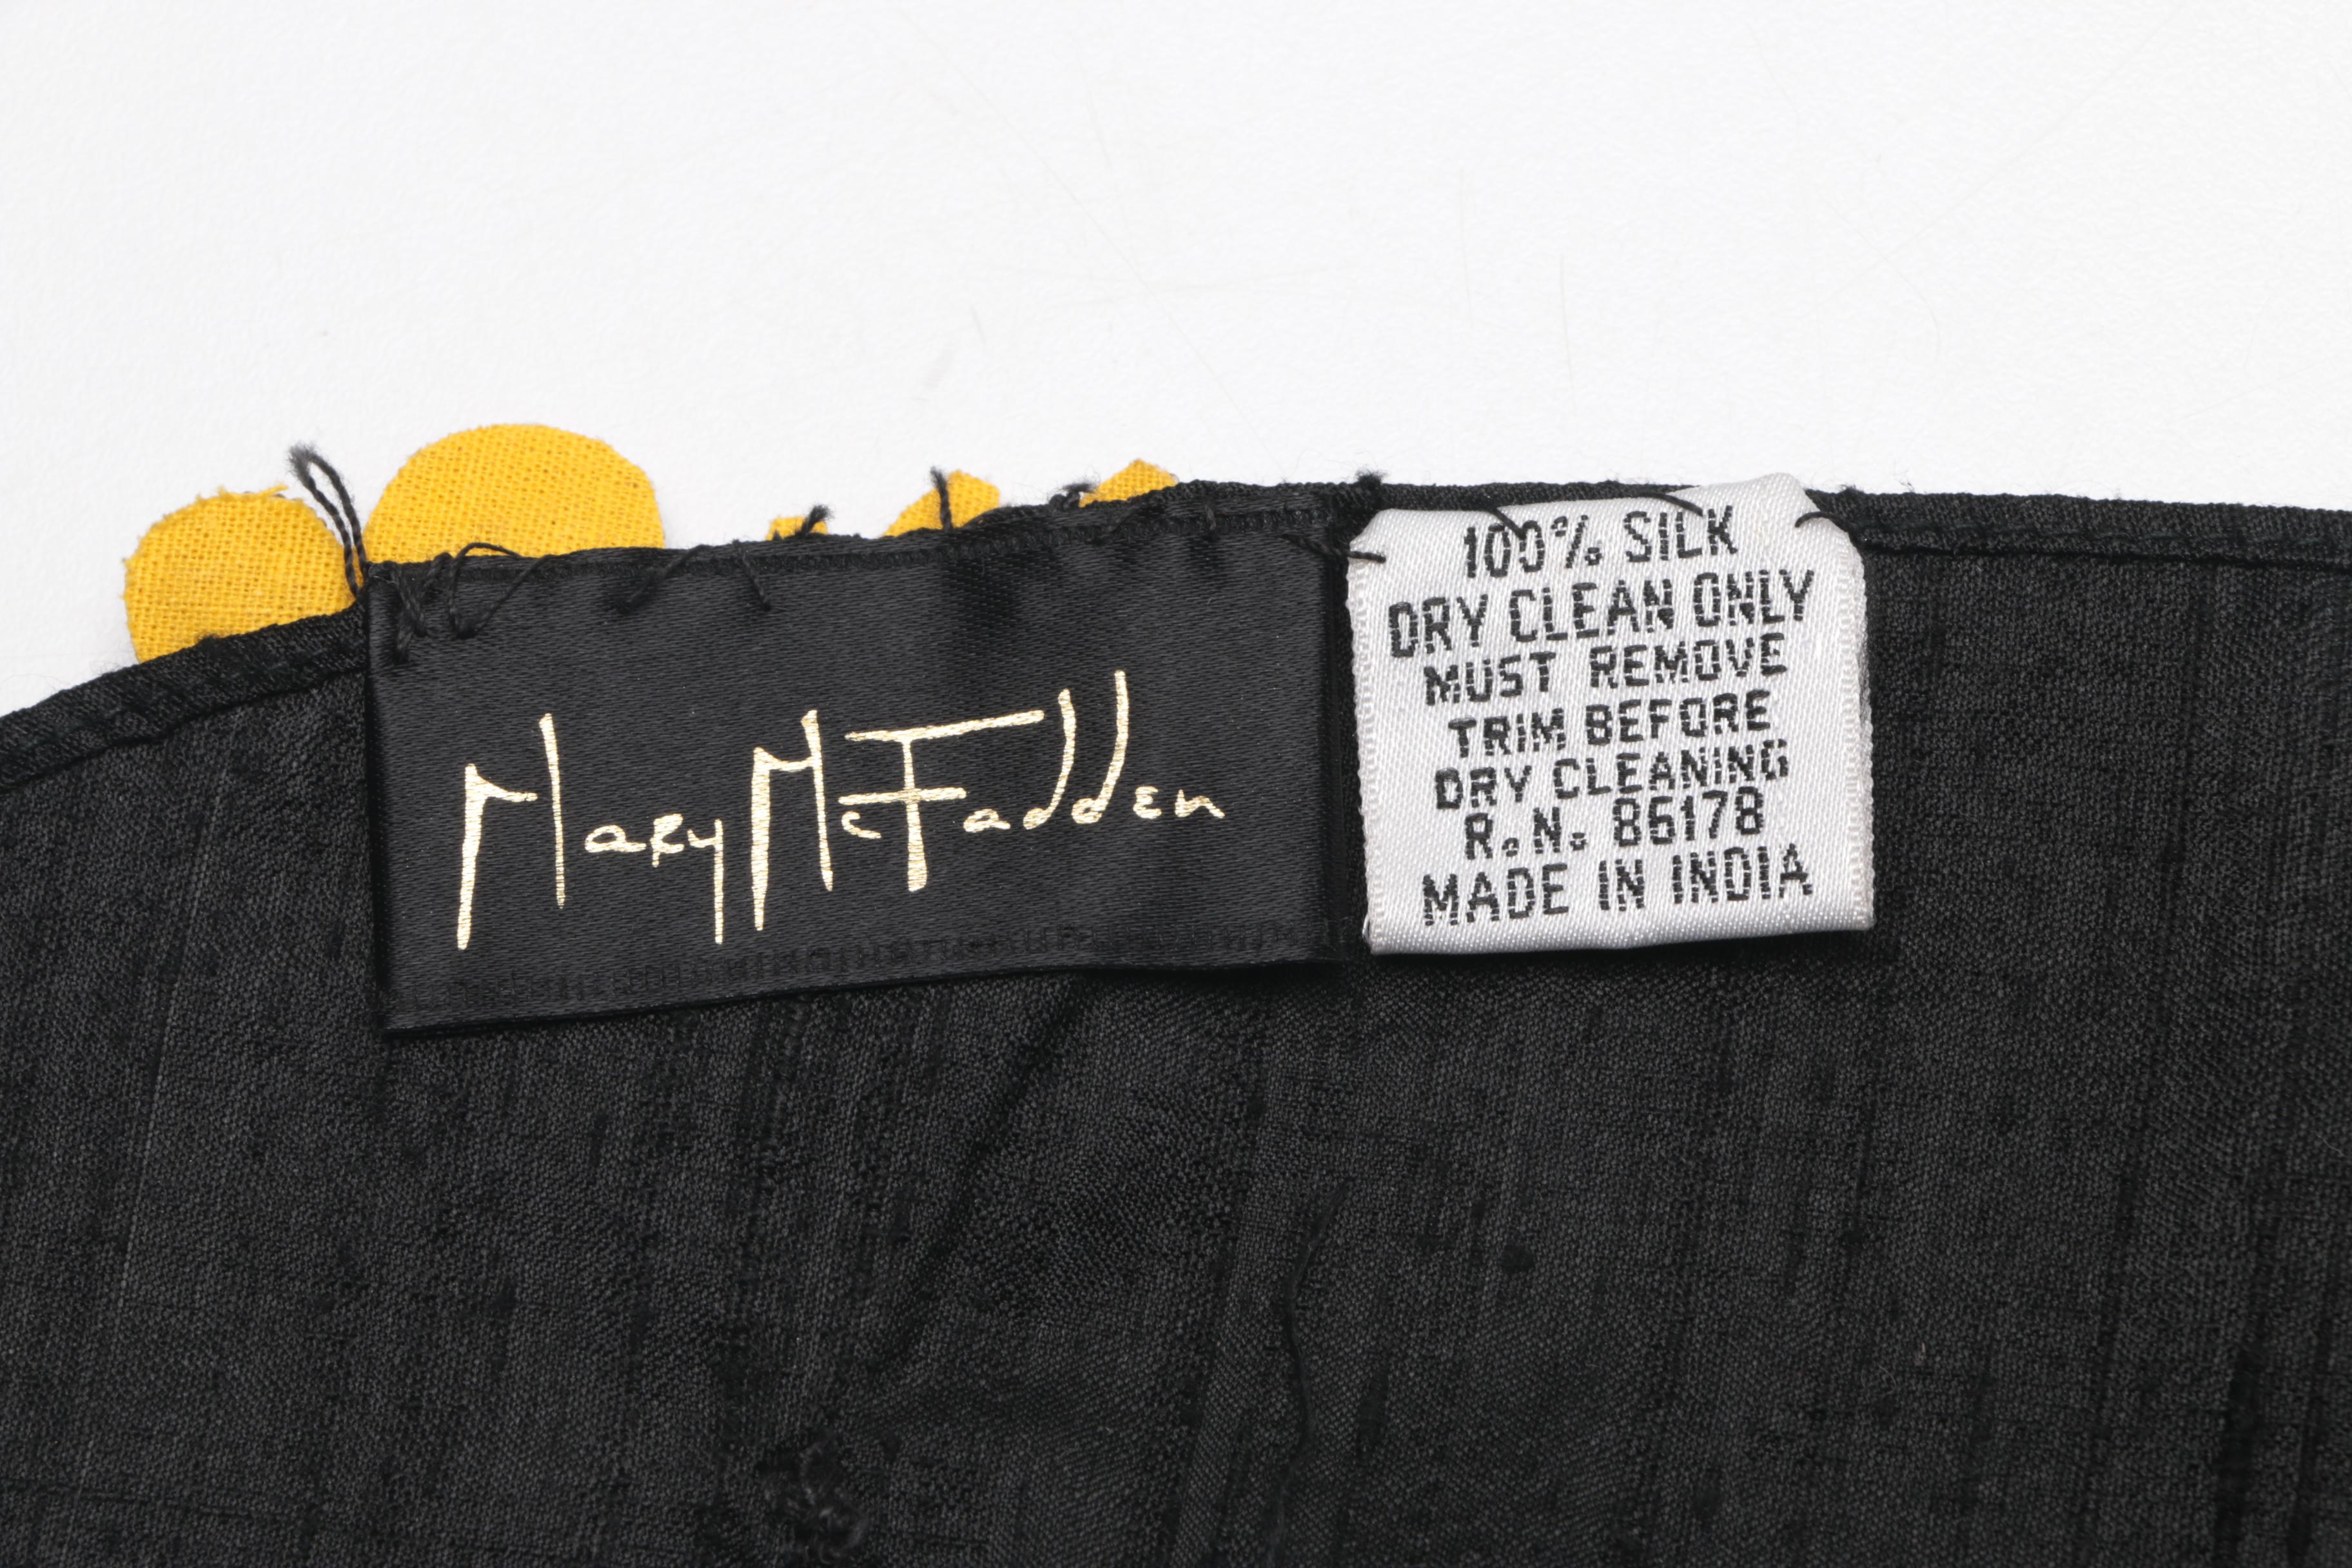 Mary McFadden
100% SILK
DRY CLEAN ONLY
MUST REMOVE
TRIM BEFORE
DRY CLEANING
R.N. 86178
MADE IN INDIA